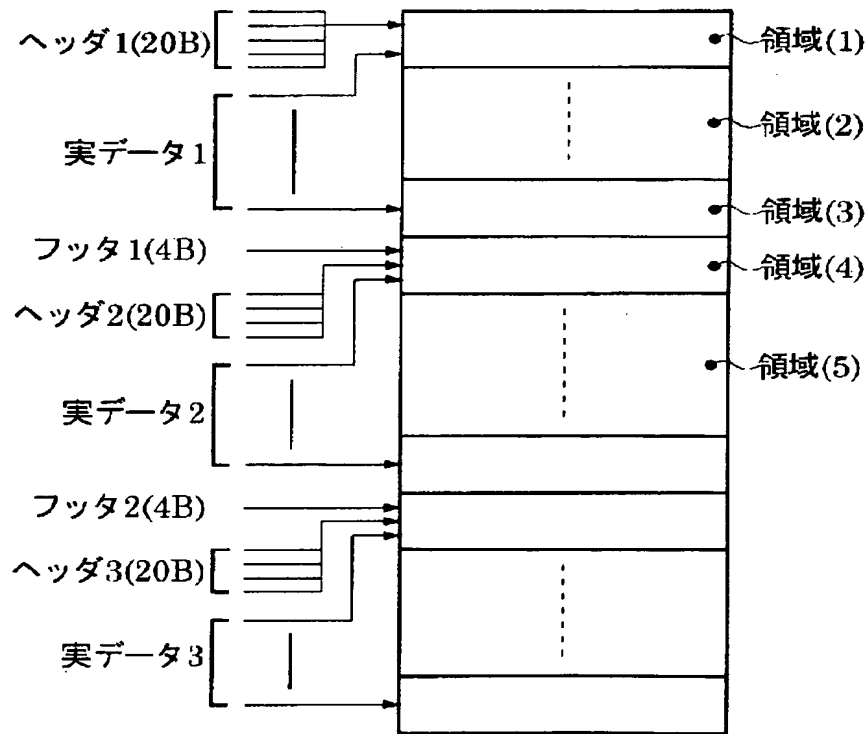 ヘッダ1(20B)
領域(1)
実データ1
領域(2)
領域(3)
フッタ1(4B)
領域(4)
ヘッダ2(20B)
実データ2
領域(5)
フッタ2(4B)
ヘッダ3(20B)
実データ3